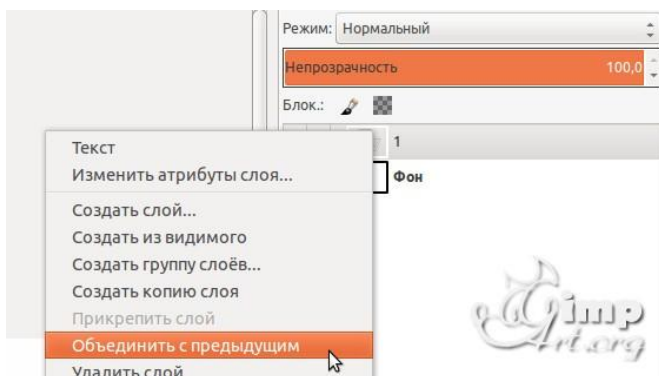 Режим: Нормальный
Непрозрачность 100,0
Блок.:
1
Фон
Текст
Изменить атрибуты слоя...
Создать слой...
Создать из видимого
Создать группу слоёв...
Создать копию слоя
Прикрепить слой
Объединить с предыдущим
Удалить слой
Gimp
Art.org